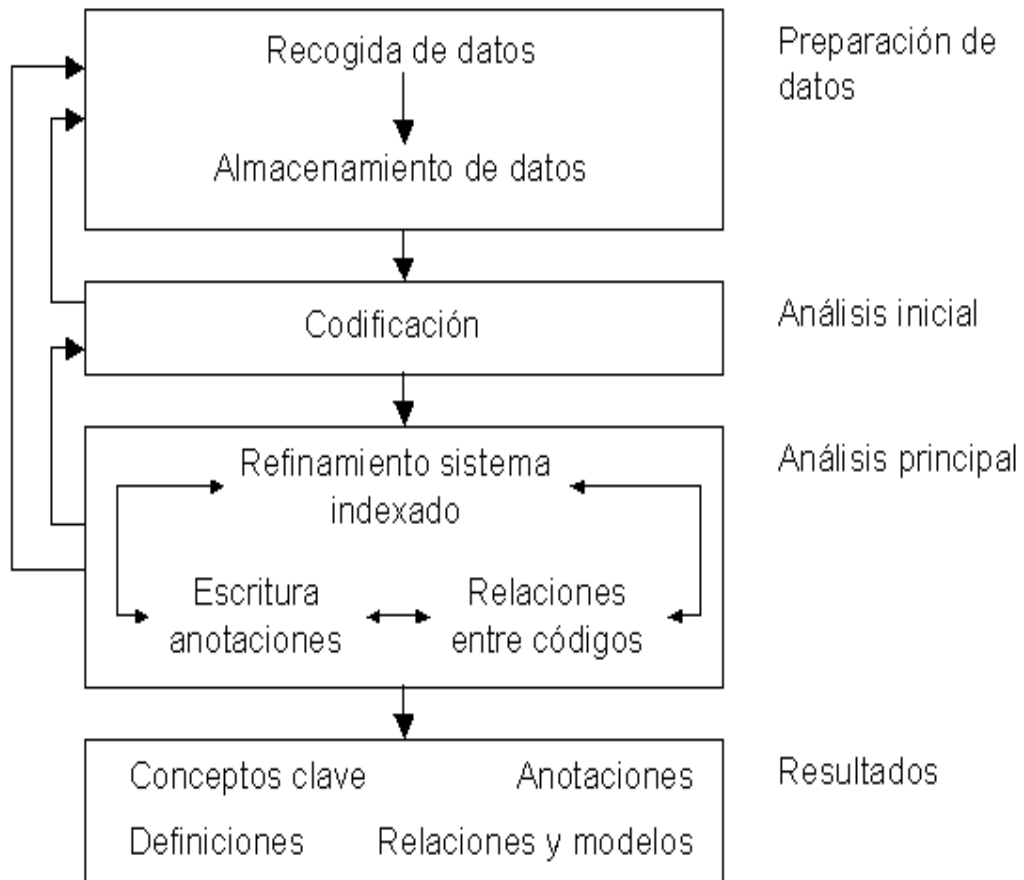 Recogida de datos
Almacenamiento de datos
Preparación de
datos
Codificación
Análisis inicial
Refinamiento sistema
indexado
Escritura
anotaciones
Relaciones
entre códigos
Análisis principal
Conceptos clave
Anotaciones
Definiciones
Relaciones y modelos
Resultados